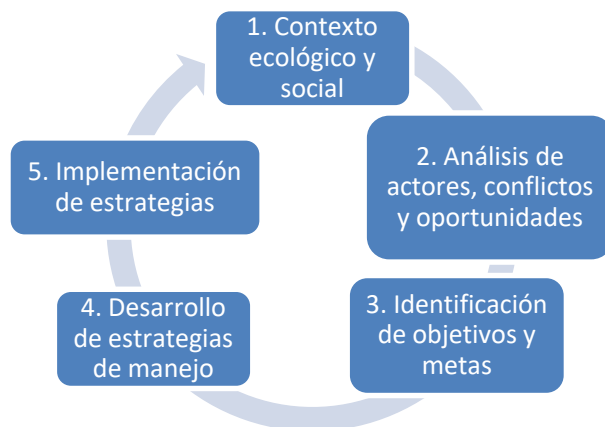 1. Contexto
ecológico y
social
2. Análisis de
actores, conflictos
y oportunidades
3. Identificación
de objetivos y
metas
4. Desarrollo
de estrategias
de manejo
5. Implementación
de estrategias